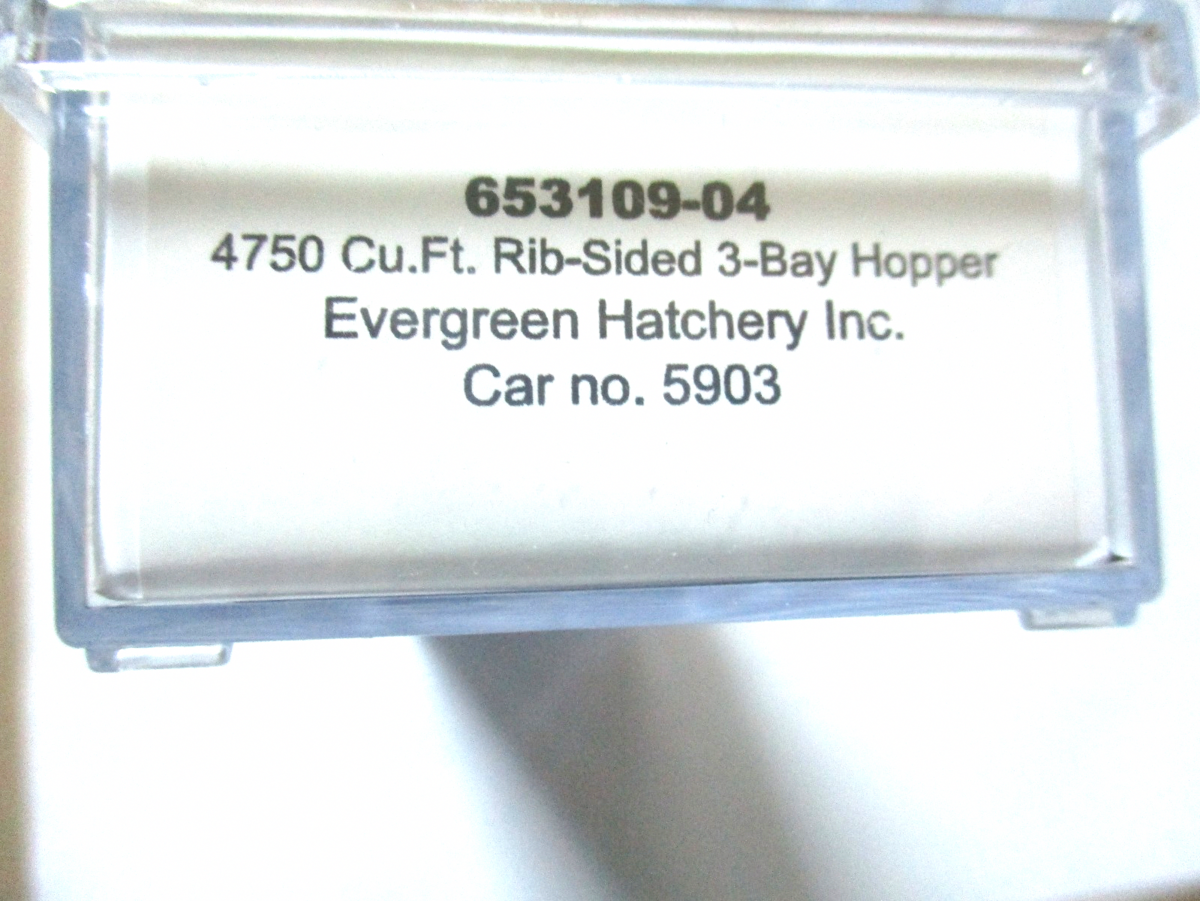 653109-04
4750 Cu.Ft. Rib-Sided 3-Bay Hopper
Evergreen Hatchery Inc.
Car no. 5903